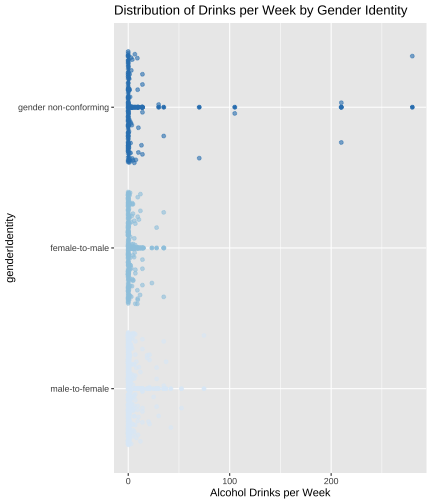 Distribution of Drinks per Week by Gender Identity
genderIdentity
gender non-conforming
female-to-male
male-to-female
0 100 200
Alcohol Drinks per Week